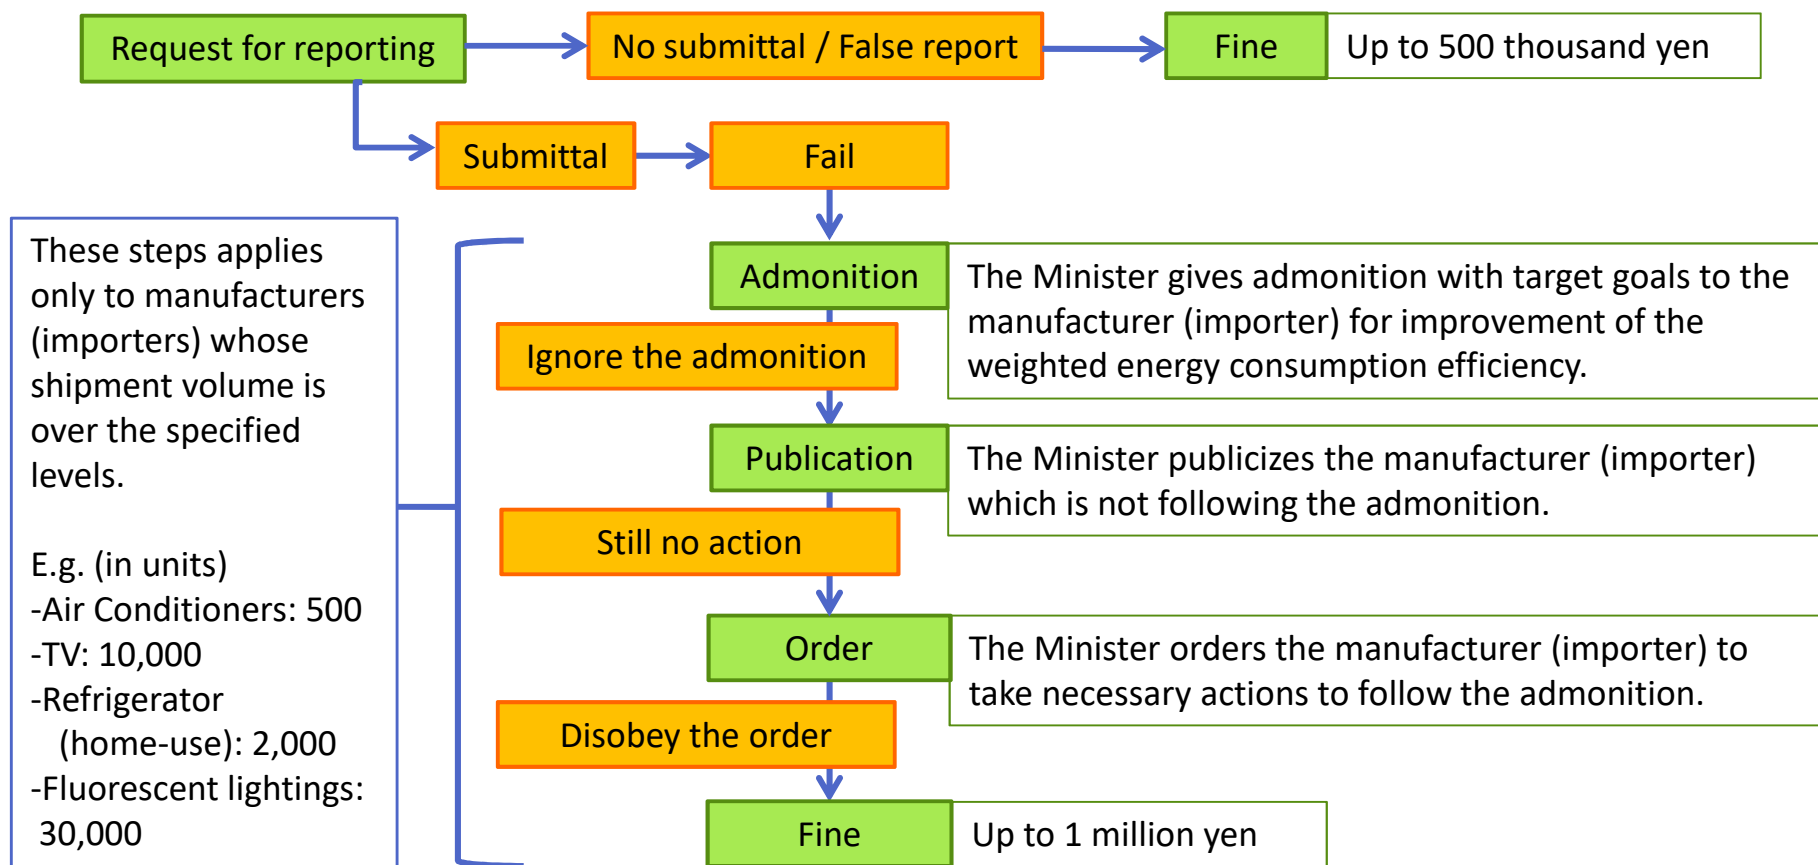 Request for reporting
No submittal / False report
Fine
Up to 500 thousand yen
Submittal
Fail
These steps applies
only to manufacturers
(importers) whose
shipment volume is
over the specified
levels.
E.g. (in units)
-Air Conditioners: 500
-TV: 10,000
-Refrigerator
(home-use): 2,000
-Fluorescent lightings:
30,000
Admonition
The Minister gives admonition with target goals to the
manufacturer (importer) for improvement of the
weighted energy consumption efficiency.
Ignore the admonition
Publication
The Minister publicizes the manufacturer (importer)
which is not following the admonition.
Still no action
Order
The Minister orders the manufacturer (importer) to
take necessary actions to follow the admonition.
Disobey the order
Fine
Up to 1 million yen